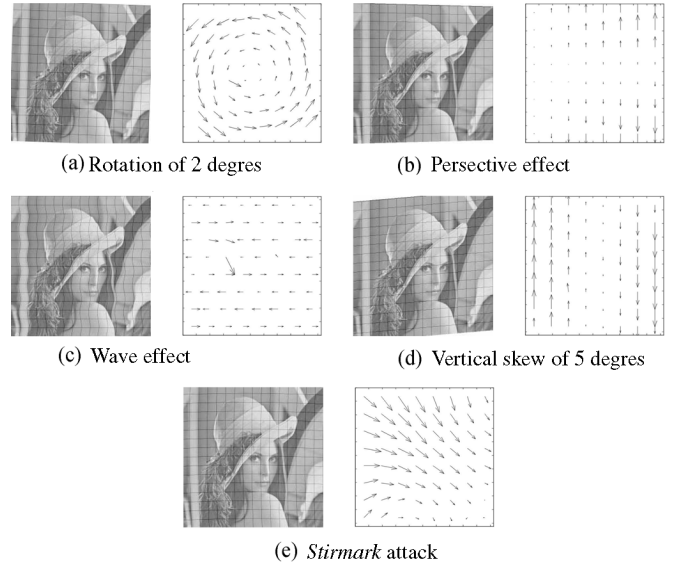 (a) Rotation of 2 degres
(b) Persective effect
(c) Wave effect
(d) Vertical skew of 5 degres
(e) Stirmark attack